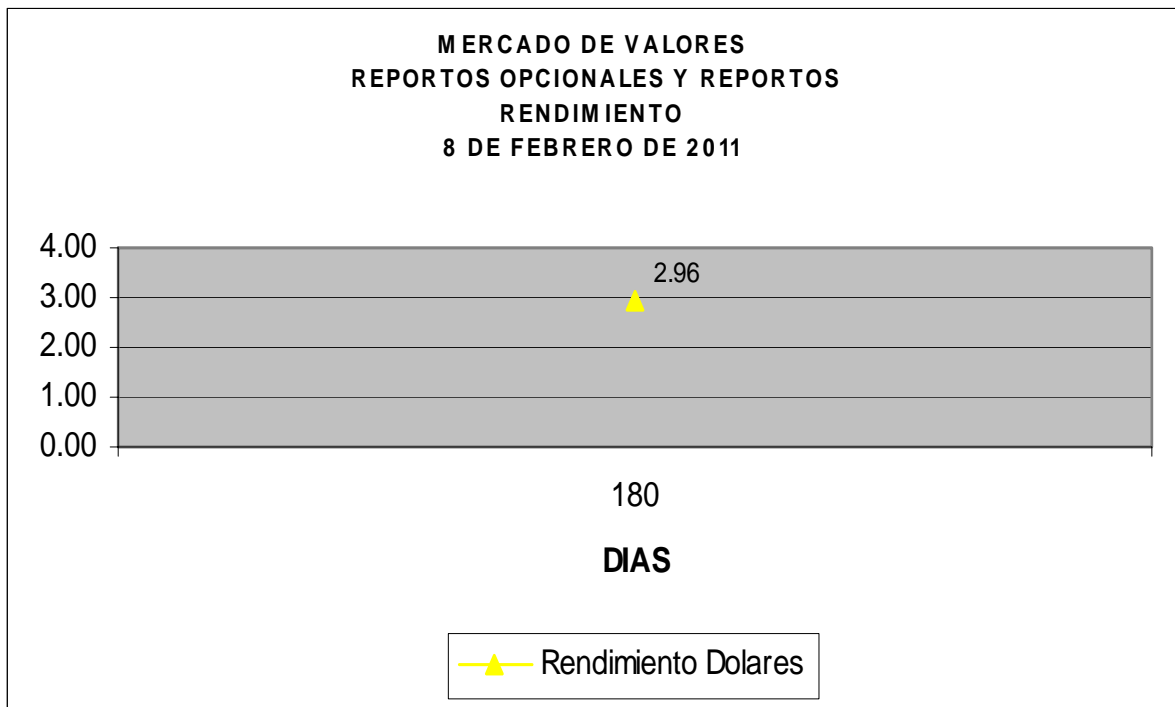 MERCADO DE VALORES
REPORTOS OPCIONALES Y REPORTOS
RENDIMIENTO
8 DE FEBRERO DE 2011
4.00
3.00
2.00
1.00
0.00
2.96
180
DIAS
Rendimiento Dolares